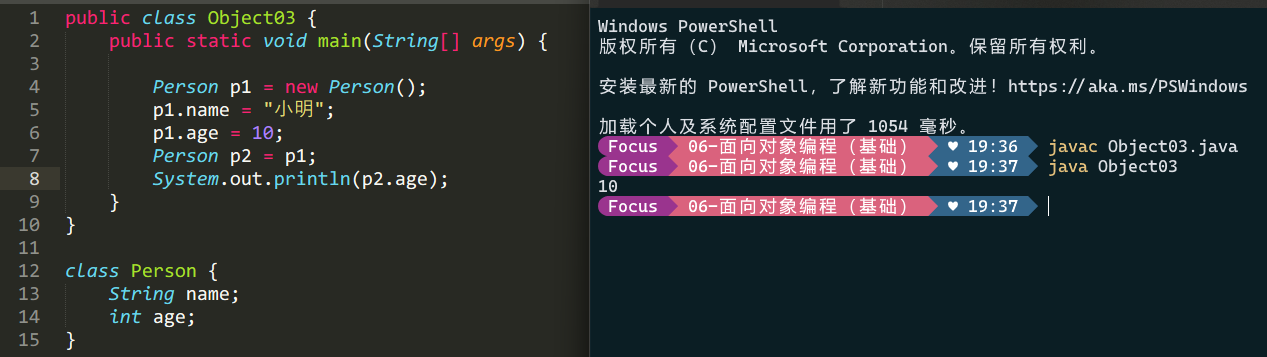 1 public class Object03 {
2 public static void main(String[] args) {
3
4 Person p1 = new Person();
5 p1.name = "小明";
6 p1.age = 10;
7 Person p2 = p1;
8 System.out.println(p2.age);
9 }
10 }
11
12 class Person {
13 String name;
14 int age;
15 }
Windows PowerShell
版权所有 (C) Microsoft Corporation。保留所有权利。
安装最新的 PowerShell，了解新功能和改进！https://aka.ms/PSWindows
加载个人及系统配置文件用了 1054 毫秒。
Focus 06-面向对象编程（基础） ♥ 19:36 javac Object03.java
Focus 06-面向对象编程（基础） ♥ 19:37 java Object03
10
Focus 06-面向对象编程（基础） ♥ 19:37